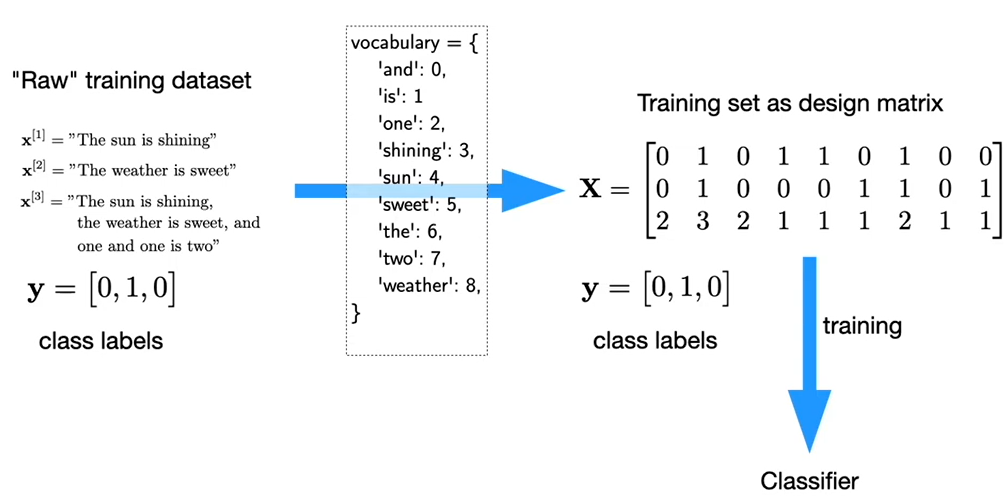 "Raw" training dataset
x[1] = ”The sun is shining”
x[2] = ”The weather is sweet”
x[3] = ”The sun is shining,
the weather is sweet, and
one and one is two”
y = [0, 1, 0]
class labels
vocabulary = {
'and': 0,
'is': 1
'one': 2,
'shining': 3,
'sun': 4,
'sweet': 5,
'the': 6,
'two': 7,
'weather': 8,
}
Training set as design matrix
X = [0 1 0 1 1 0 1 0 0
0 1 0 0 0 1 1 0 1
2 3 2 1 1 1 2 1 1]
y = [0, 1, 0]
class labels
training
Classifier